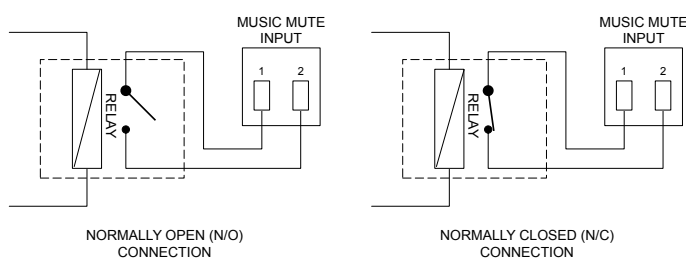 MUSIC MUTE
INPUT
1 2
RELAY
NORMALLY OPEN (N/O)
CONNECTION
MUSIC MUTE
INPUT
1 2
RELAY
NORMALLY CLOSED (N/C)
CONNECTION